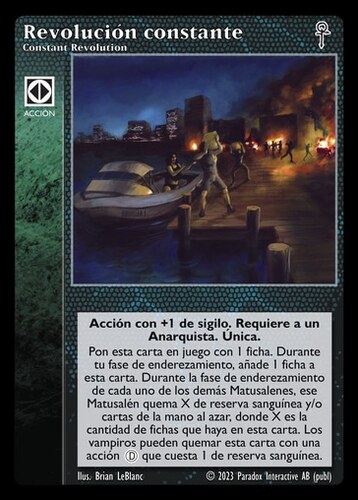 Revolución constante
Constant Revolution
ACCIÓN
Acción con +1 de sigilo. Requiere a un
Anarquista. Única.
Pon esta carta en juego con 1 ficha. Durante
tu fase de enderezamiento, añade 1 ficha a
esta carta. Durante la fase de enderezamiento
de cada uno de los demás Matusalenes, ese
Matusalén quema X de reserva sanguínea y/o
cartas de la mano al azar, donde X es la
cantidad de fichas que haya en esta carta. Los
vampiros pueden quemar esta carta con una
acción Ⓓ que cuesta 1 de reserva sanguínea.
Ilus. Brian LeBlanc © 2023 Paradox Interactive AB (publ)